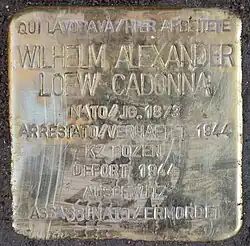 QUI LAVORAVA/HIER ARBEITETE
WILHELM ALEXANDER
LOEW CADONNA
NATO/JG. 1873
ARRESTATO/VERHAFTET 1944
KZ BOZEN
DEPORT. 1944
AUSCHWITZ
ASSASSINATO/ERMORDET